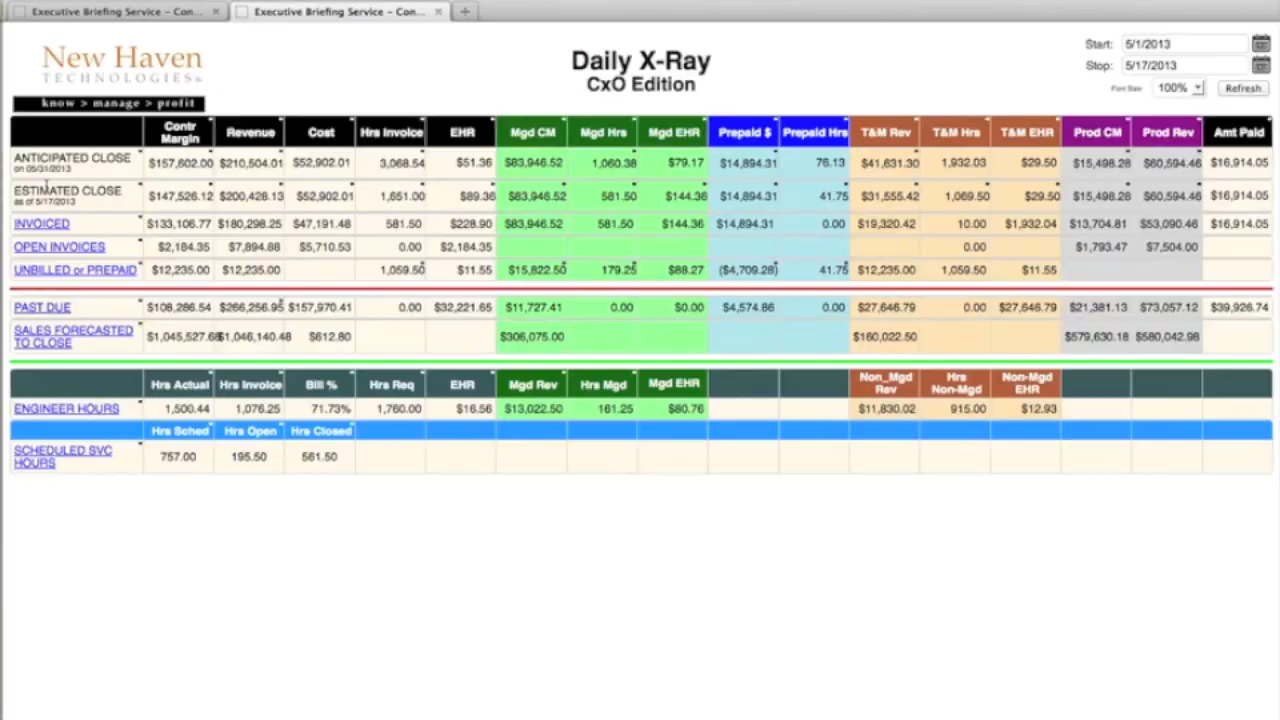 Executive Briefing Service – Con... × Executive Briefing Service – Con... × +
New Haven
TECHNOLOGIES
know > manage > profit
Daily X-Ray
CxO Edition
Start: 5/1/2013
Stop: 5/17/2013
Font Size 100% Refresh
Contr Margin Revenue Cost Hrs Invoice EHR Mgd CM Mgd Hrs Mgd EHR Prepaid $ Prepaid Hrs T&M Rev T&M Hrs T&M EHR Prod CM Prod Rev Amt Paid
ANTICIPATED CLOSE $157,602.00 $210,504.01 $52,902.01 3,068.54 $51.36 $83,946.52 1,060.38 $79.17 $14,894.31 76.13 $41,631.30 1,932.03 $29.50 $15,498.28 $60,594.46 $16,914.05
on 05/31/2013
ESTIMATED CLOSE $147,526.12 $200,428.13 $52,902.01 1,651.00 $89.36 $83,946.52 581.50 $144.36 $14,894.31 41.75 $31,555.42 1,069.50 $29.50 $15,498.28 $60,594.46 $16,914.05
as of 5/17/2013
INVOICED $133,106.77 $180,298.25 $47,191.48 581.50 $228.90 $83,946.52 581.50 $144.36 $14,894.31 0.00 $19,320.42 10.00 $1,932.04 $13,704.81 $53,090.46 $16,914.05
OPEN INVOICES $2,184.35 $7,894.88 $5,710.53 0.00 $2,184.35 0.00 $1,793.47 $7,504.00
UNBILLED or PREPAID $12,235.00 $12,235.00 1,059.50 $11.55 $15,822.50 179.25 $88.27 ($4,709.28) 41.75 $12,235.00 1,059.50 $11.55
PAST DUE $108,286.54 $266,256.95 $157,970.41 0.00 $32,221.65 $11,727.41 0.00 $0.00 $4,574.86 0.00 $27,646.79 0.00 $27,646.79 $21,381.13 $73,057.12 $39,926.74
SALES FORECASTED TO CLOSE $1,045,527.68 $1,046,140.48 $612.80 $306,075.00 $160,022.50 $579,630.18 $580,042.98
Hrs Actual Hrs Invoice Bill % Hrs Req EHR Mgd Rev Hrs Mgd Mgd EHR Non_Mgd Rev Hrs Non-Mgd Non-Mgd EHR
ENGINEER HOURS 1,500.44 1,076.25 71.73% 1,760.00 $16.56 $13,022.50 161.25 $80.76 $11,830.02 915.00 $12.93
Hrs Sched Hrs Open Hrs Closed
SCHEDULED SVC HOURS 757.00 195.50 561.50